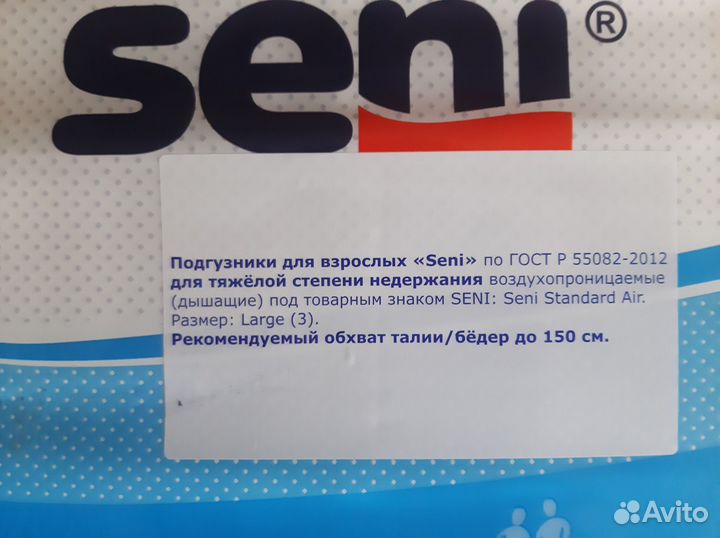 seni®
Подгузники для взрослых «Seni» по ГОСТ Р 55082-2012
для тяжёлой степени недержания воздухопроницаемые
(дышащие) под товарным знаком SENI: Seni Standard Air.
Размер: Large (3).
Рекомендуемый обхват талии/бёдер до 150 см.
Avito